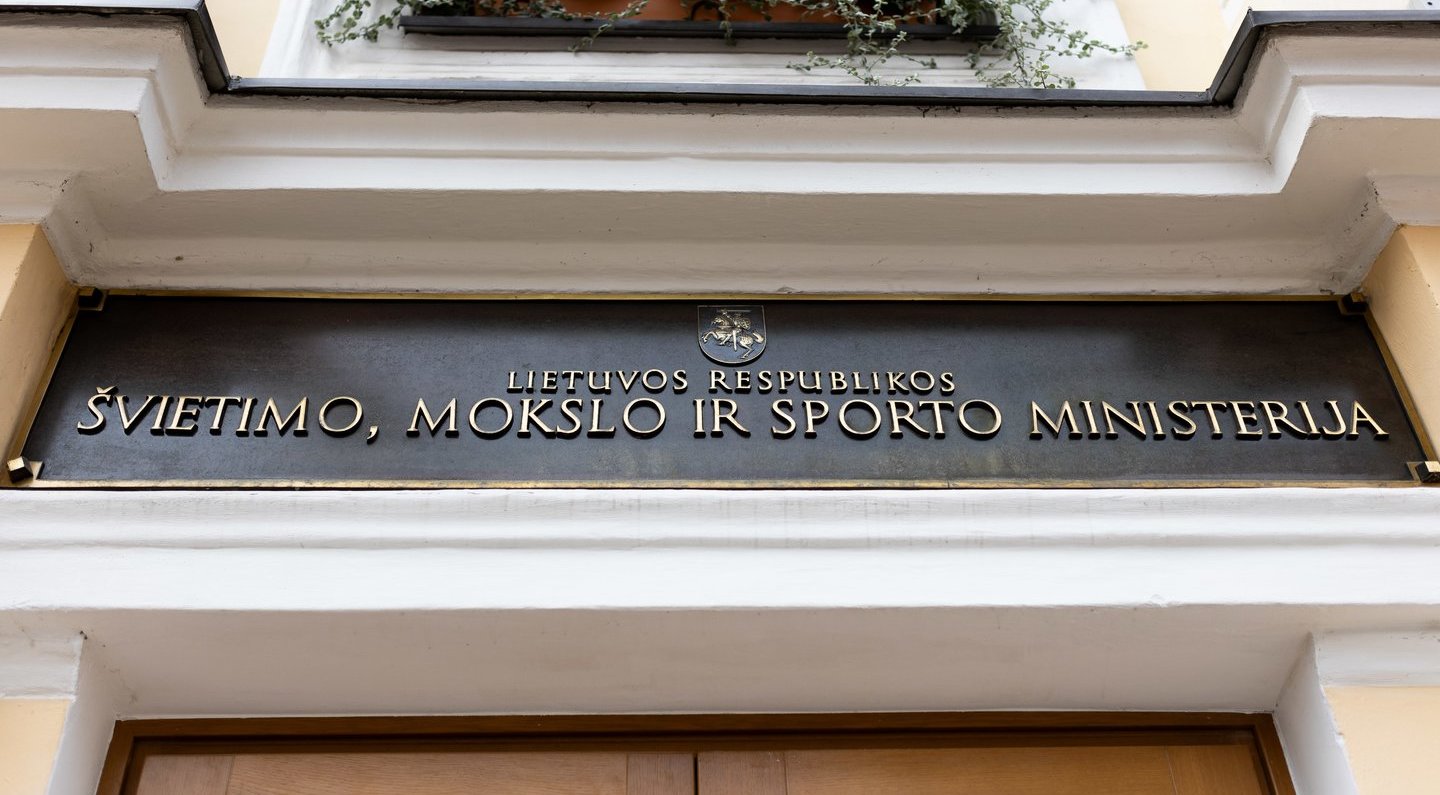 LIETUVOS RESPUBLIKOS
ŠVIETIMO, MOKSLO IR SPORTO MINISTERIJA